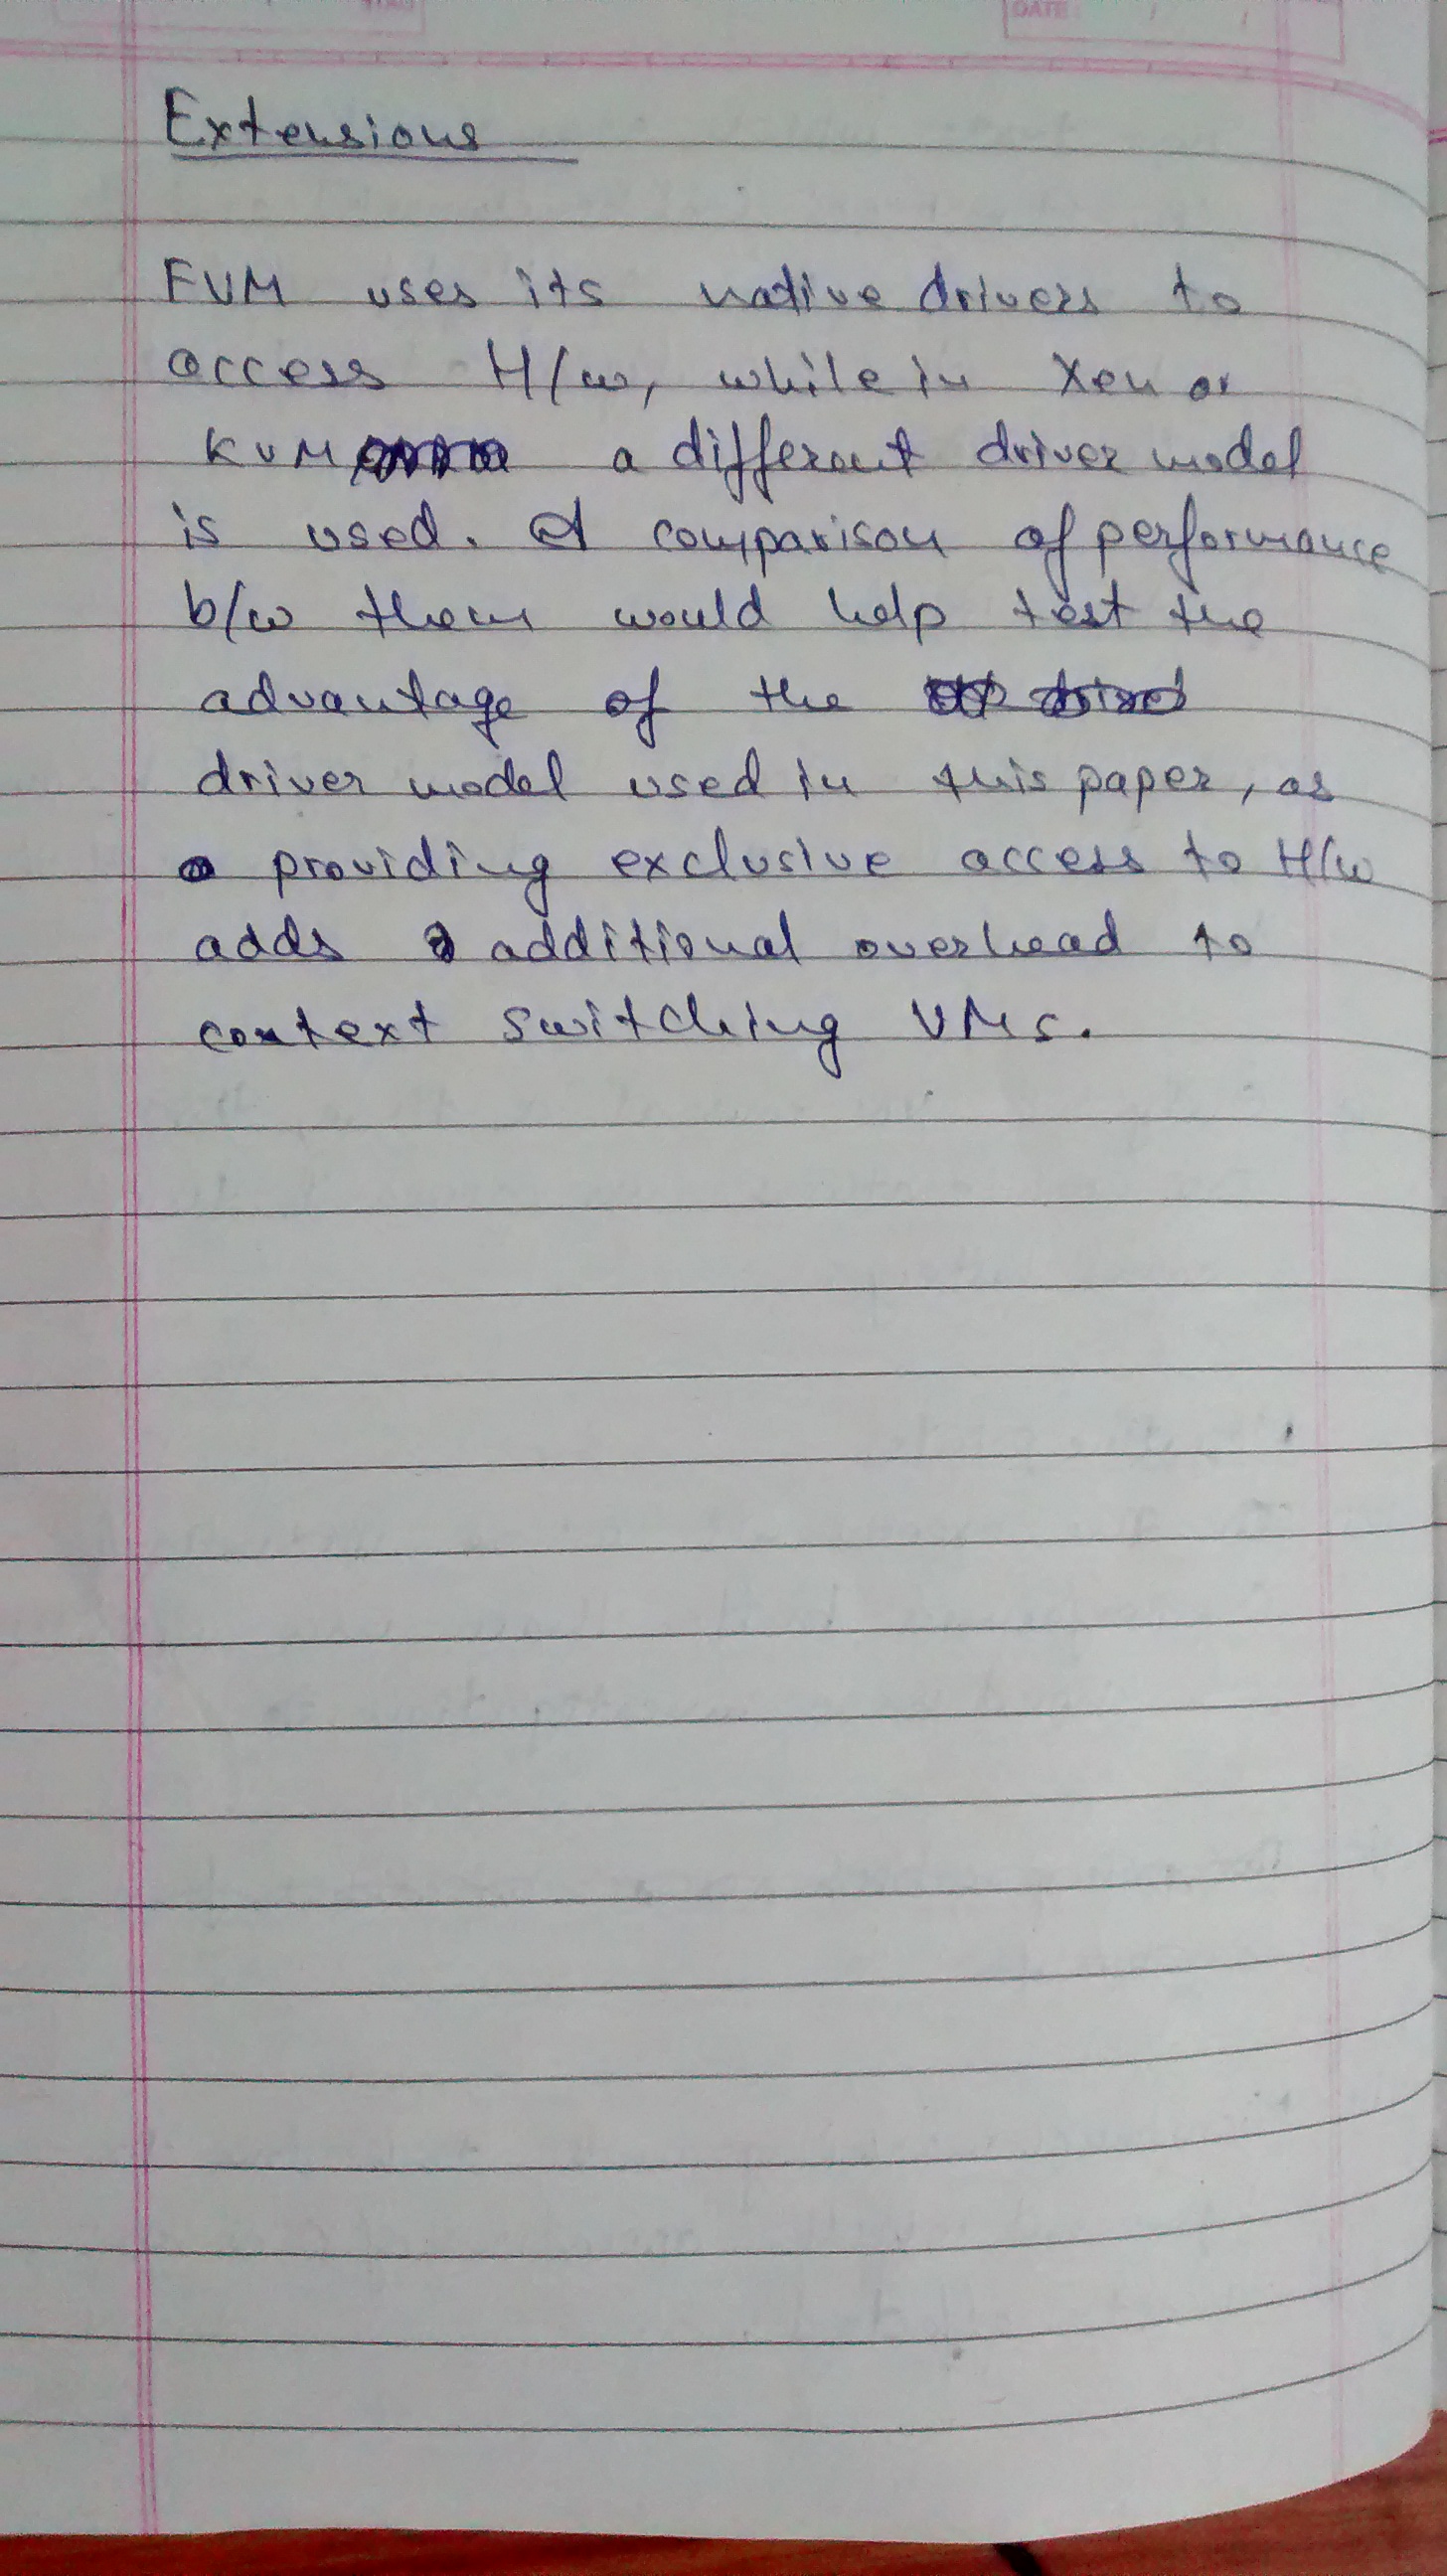 DATE
Extensions
FVM uses its native drivers to
access H/w, while in Xen or
KVM a different driver model
is used. A comparison of performance
b/w them would help test the
advantage of the
driver model used in this paper, as
providing exclusive access to H/w
adds additional overhead to
context switching VMs.